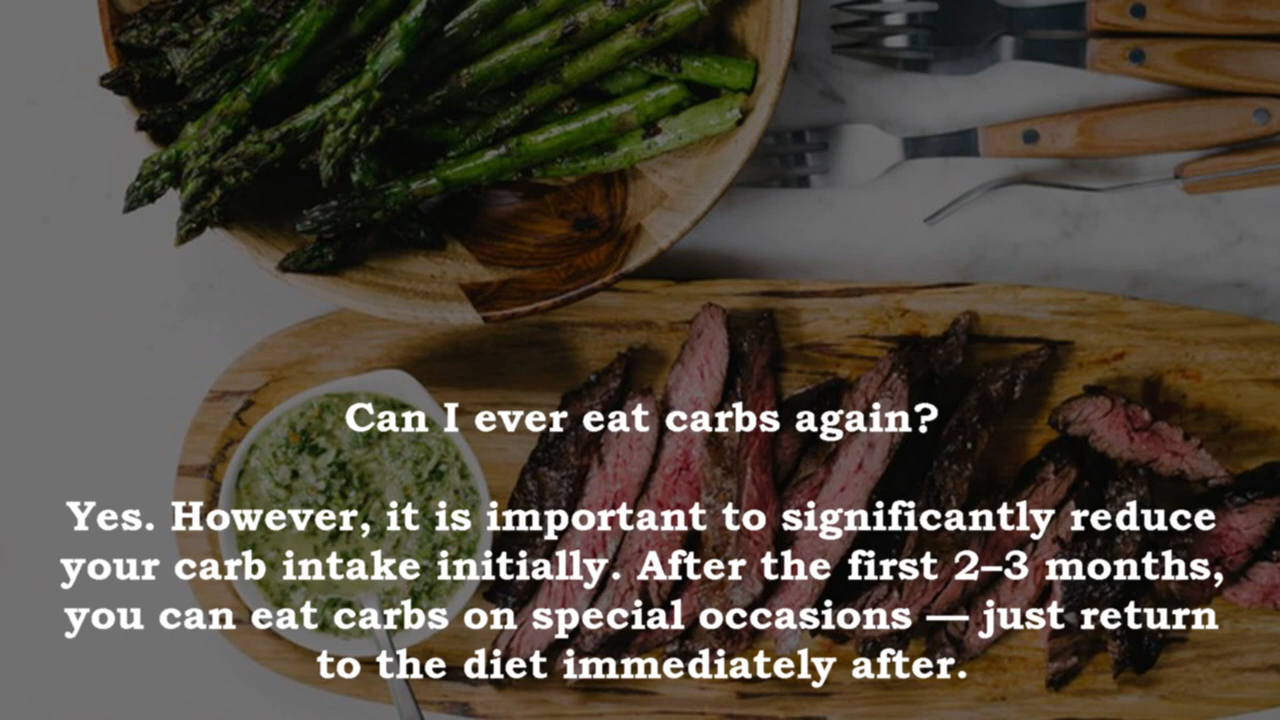 Can I ever eat carbs again?
Yes. However, it is important to significantly reduce
your carb intake initially. After the first 2–3 months,
you can eat carbs on special occasions — just return
to the diet immediately after.